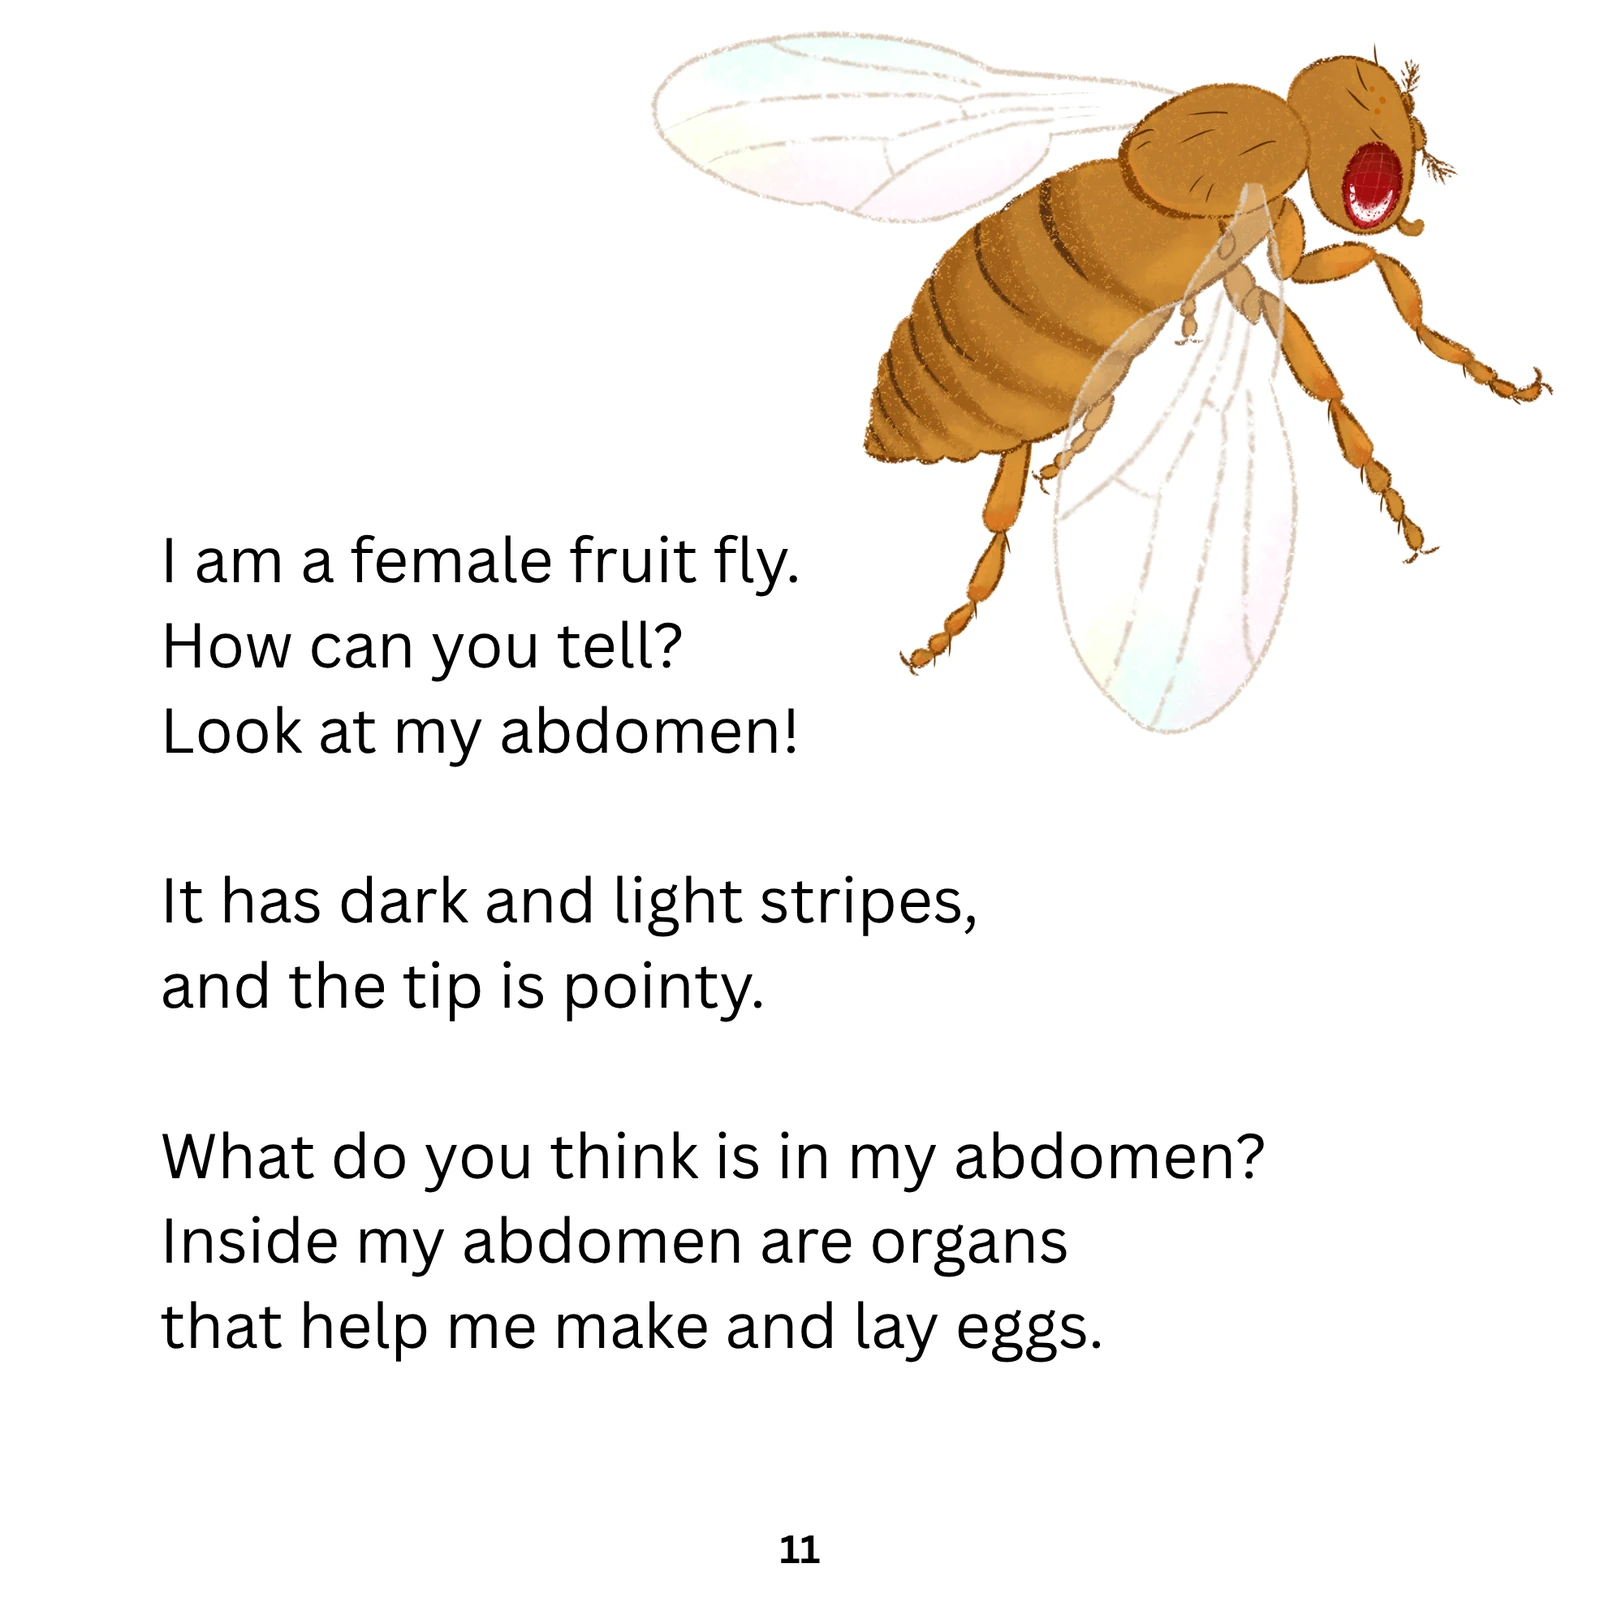 I am a female fruit fly.
How can you tell?
Look at my abdomen!
It has dark and light stripes,
and the tip is pointy.
What do you think is in my abdomen?
Inside my abdomen are organs
that help me make and lay eggs.
11